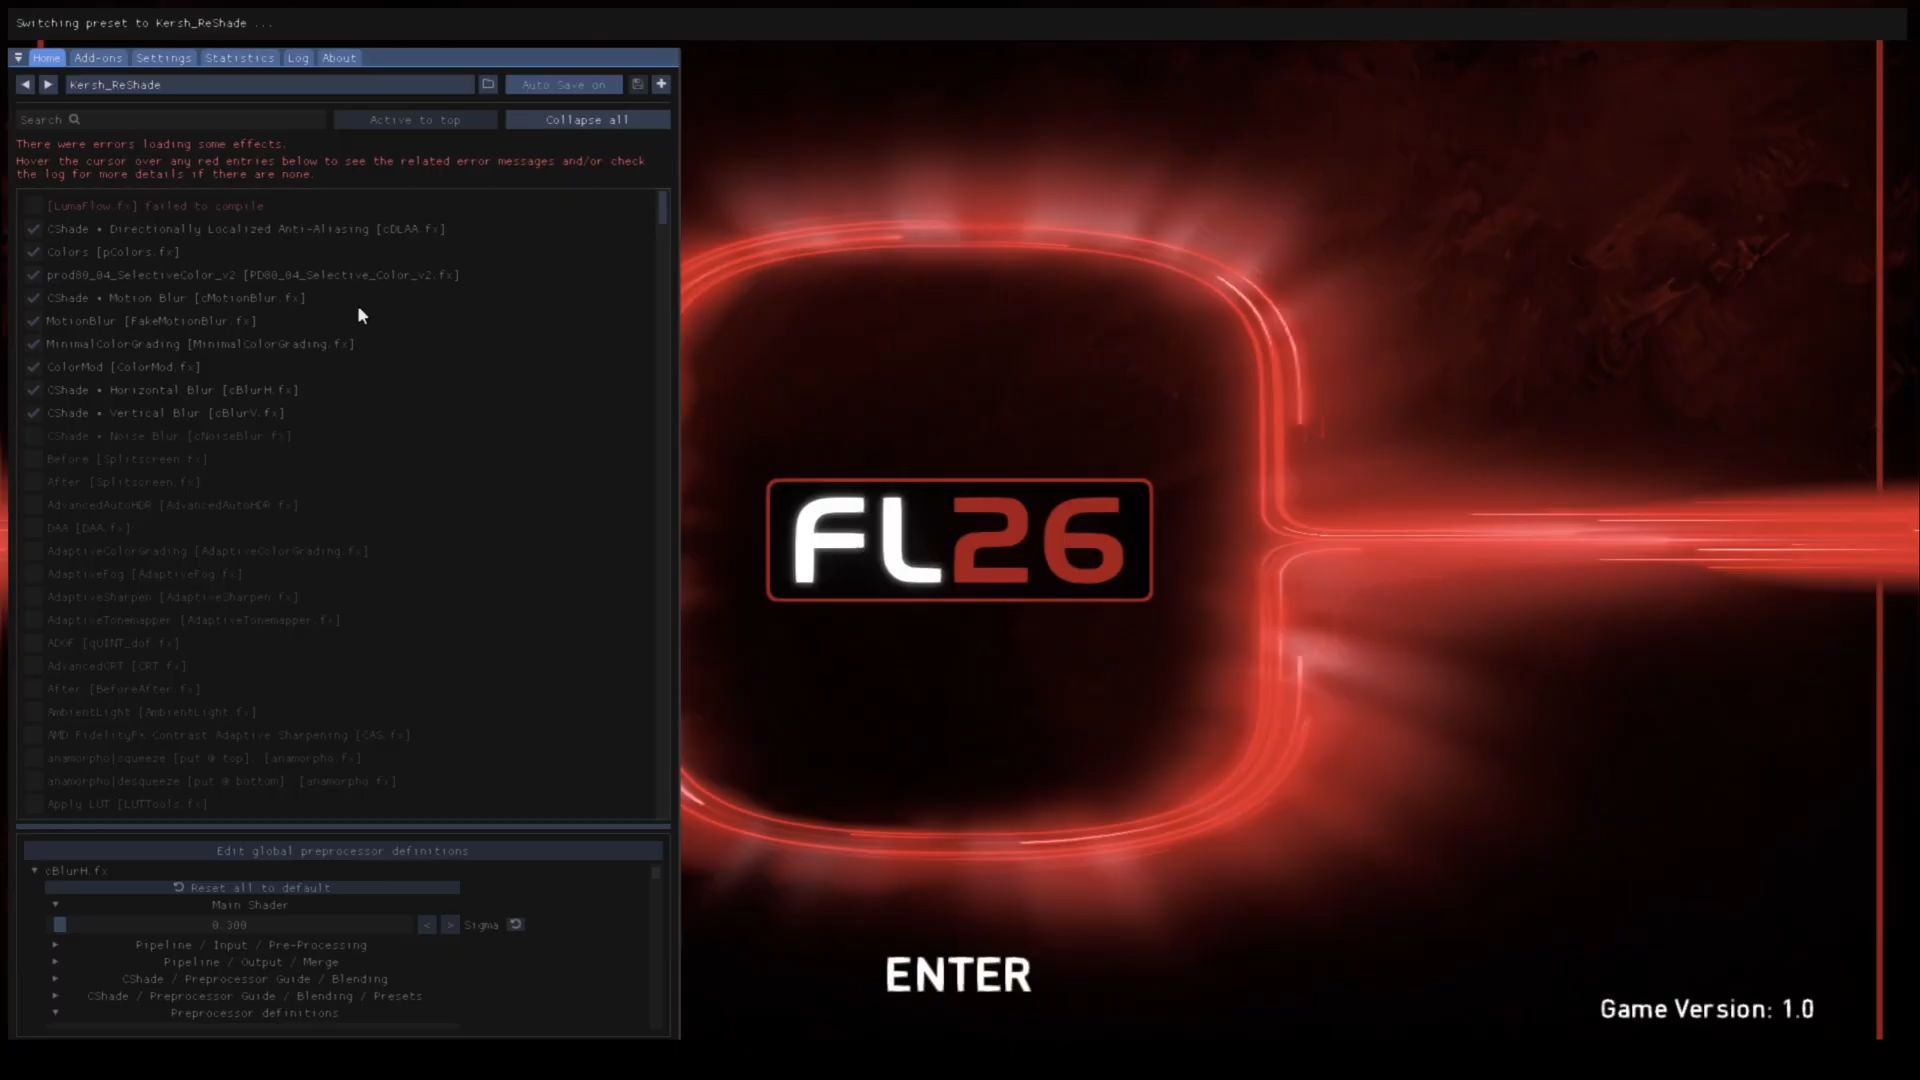 Switching preset to Kersh_ReShade ...
Home Add-ons Settings Statistics Log About
Kersh_ReShade Auto Save on
Search Active to top Collapse all
There were errors loading some effects.
Hover the cursor over any red entries below to see the related error messages and/or check
the log for more details if there are none.
[LumaFlow.fx] failed to compile
CShade • Directionally Localized Anti-Aliasing [cDLAA.fx]
Colors [pColors.fx]
prod80_04_SelectiveColor_v2 [PD80_04_Selective_Color_v2.fx]
CShade • Motion Blur [cMotionBlur.fx]
MotionBlur [FakeMotionBlur.fx]
MinimalColorGrading [MinimalColorGrading.fx]
ColorMod [ColorMod.fx]
CShade • Horizontal Blur [cBlurH.fx]
CShade • Vertical Blur [cBlurV.fx]
CShade • Noise Blur [cNoiseBlur.fx]
Before [Splitscreen.fx]
After [Splitscreen.fx]
AdvancedAutoHDR [AdvancedAutoHDR.fx]
DAA [DAA.fx]
AdaptiveColorGrading [AdaptiveColorGrading.fx]
AdaptiveFog [AdaptiveFog.fx]
AdaptiveSharpen [AdaptiveSharpen.fx]
AdaptiveTonemapper [AdaptiveTonemapper.fx]
ADOF [qUINT_dof.fx]
AdvancedCRT [CRT.fx]
After [BeforeAfter.fx]
AmbientLight [AmbientLight.fx]
AMD FidelityFX Contrast Adaptive Sharpening [CAS.fx]
anamorpho|squeeze [put @ top]. [anamorpho.fx]
anamorpho|desqueeze [put @ bottom] [anamorpho.fx]
Apply LUT [LUTTools.fx]
Edit global preprocessor definitions
cBlurH.fx
Reset all to default
Main Shader
0.300 < > Sigma
Pipeline / Input / Pre-Processing
Pipeline / Output / Merge
CShade / Preprocessor Guide / Blending
CShade / Preprocessor Guide / Blending / Presets
Preprocessor definitions
FL26
ENTER
Game Version: 1.0